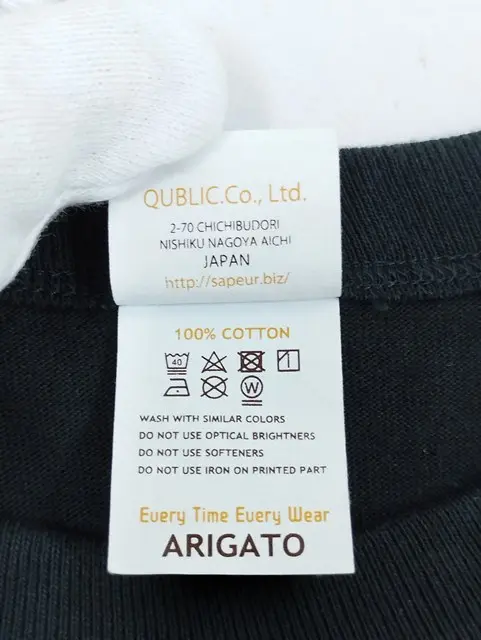 QUBLIC.Co., Ltd.
2-70 CHICHIBUDORI
NISHIKU NAGOYA AICHI
JAPAN
http://sapeur.biz/
100% COTTON
40
W
WASH WITH SIMILAR COLORS
DO NOT USE OPTICAL BRIGHTNERS
DO NOT USE SOFTENERS
DO NOT USE IRON ON PRINTED PART
Every Time Every Wear
ARIGATO